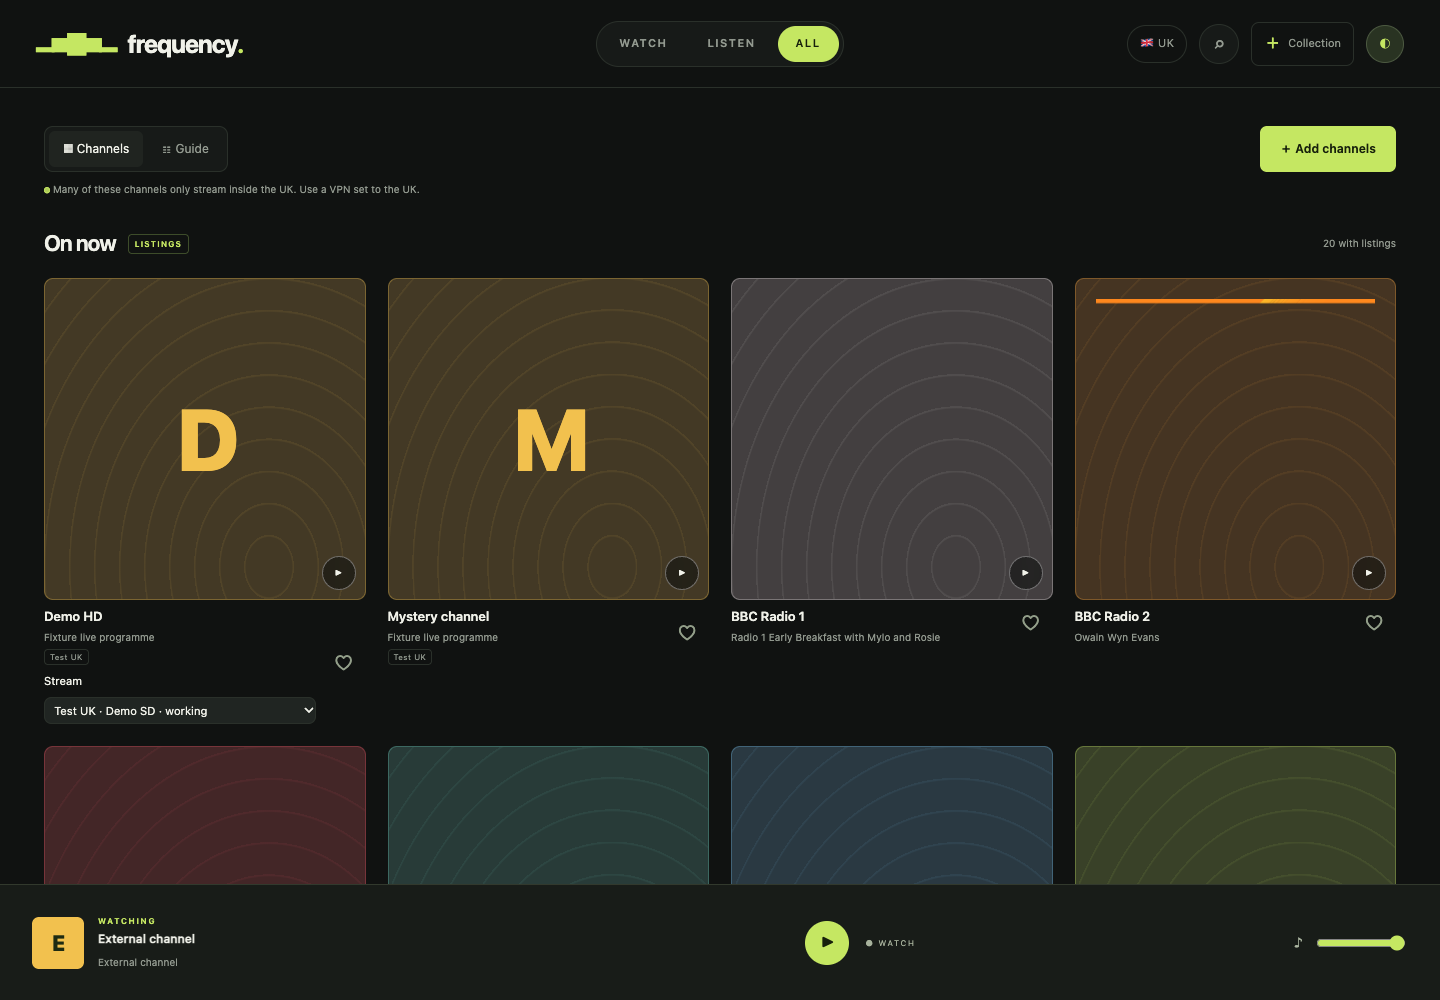 frequency.
WATCH LISTEN ALL
UK
Collection
Channels Guide
+ Add channels
Many of these channels only stream inside the UK. Use a VPN set to the UK.
On now LISTINGS
20 with listings
D
M
Demo HD
Fixture live programme
Test UK
Stream
Test UK · Demo SD · working
Mystery channel
Fixture live programme
Test UK
BBC Radio 1
Radio 1 Early Breakfast with Mylo and Rosie
BBC Radio 2
Owain Wyn Evans
E
WATCHING
External channel
External channel
WATCH